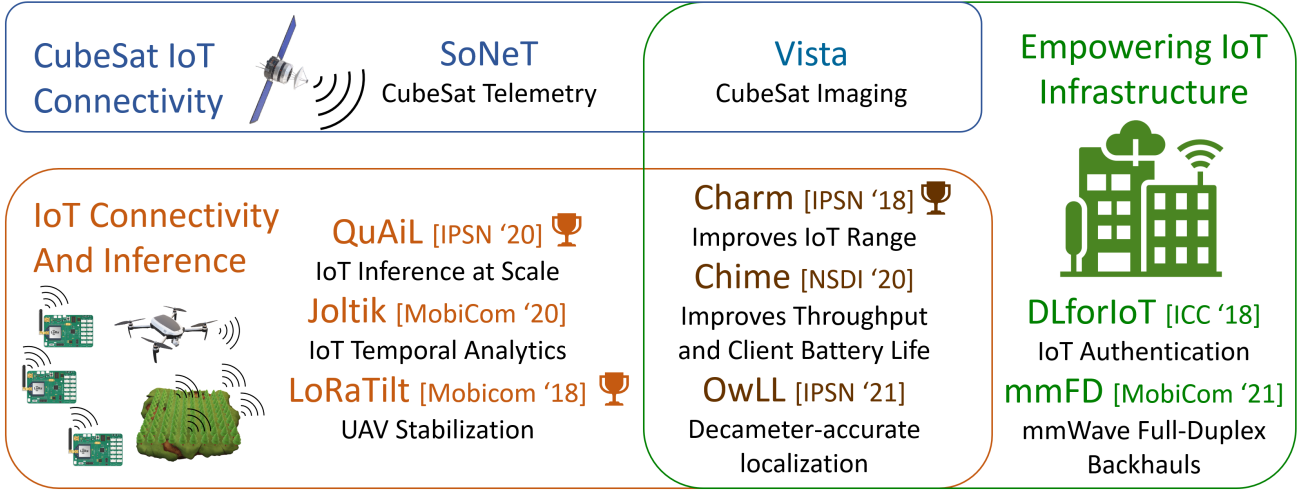 CubeSat IoT
Connectivity
SoNeT
CubeSat Telemetry
Vista
CubeSat Imaging
Empowering IoT
Infrastructure
IoT Connectivity
And Inference
QuAiL [IPSN ‘20]
IoT Inference at Scale
Joltik [MobiCom ‘20]
IoT Temporal Analytics
LoRaTilt [Mobicom ‘18]
UAV Stabilization
Charm [IPSN ‘18]
Improves IoT Range
Chime [NSDI ‘20]
Improves Throughput
and Client Battery Life
OwLL [IPSN ‘21]
Decameter-accurate
localization
DLforIoT [ICC ‘18]
IoT Authentication
mmFD [MobiCom ‘21]
mmWave Full-Duplex
Backhauls